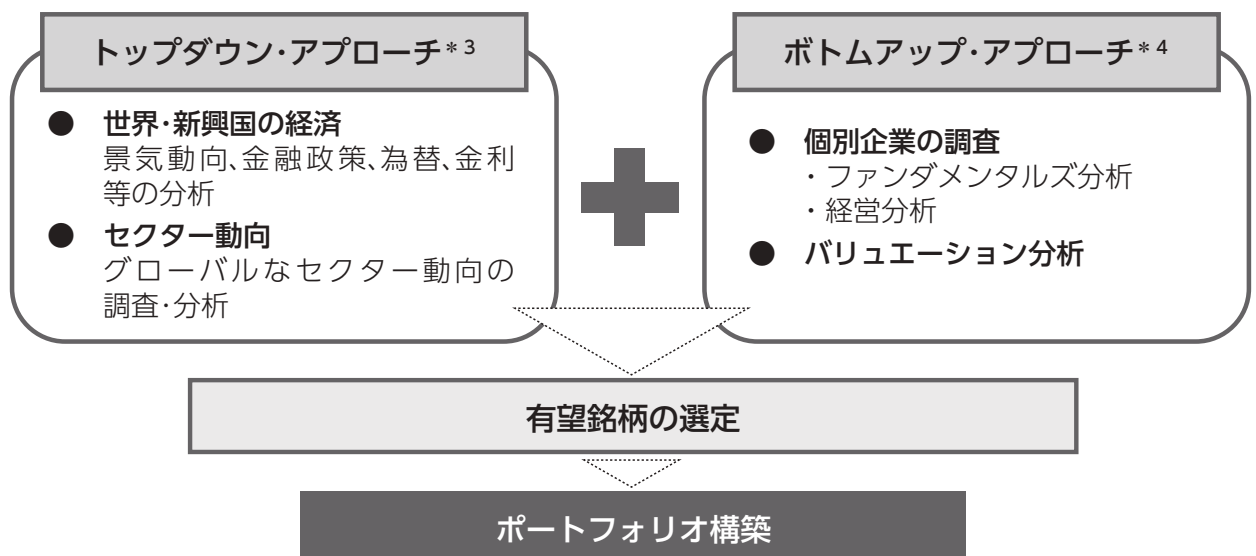 トップダウン・アプローチ*3
● 世界・新興国の経済
景気動向、金融政策、為替、金利
等の分析
● セクター動向
グローバルなセクター動向の
調査・分析
ボトムアップ・アプローチ*4
● 個別企業の調査
・ファンダメンタルズ分析
・経営分析
● バリュエーション分析
有望銘柄の選定
ポートフォリオ構築